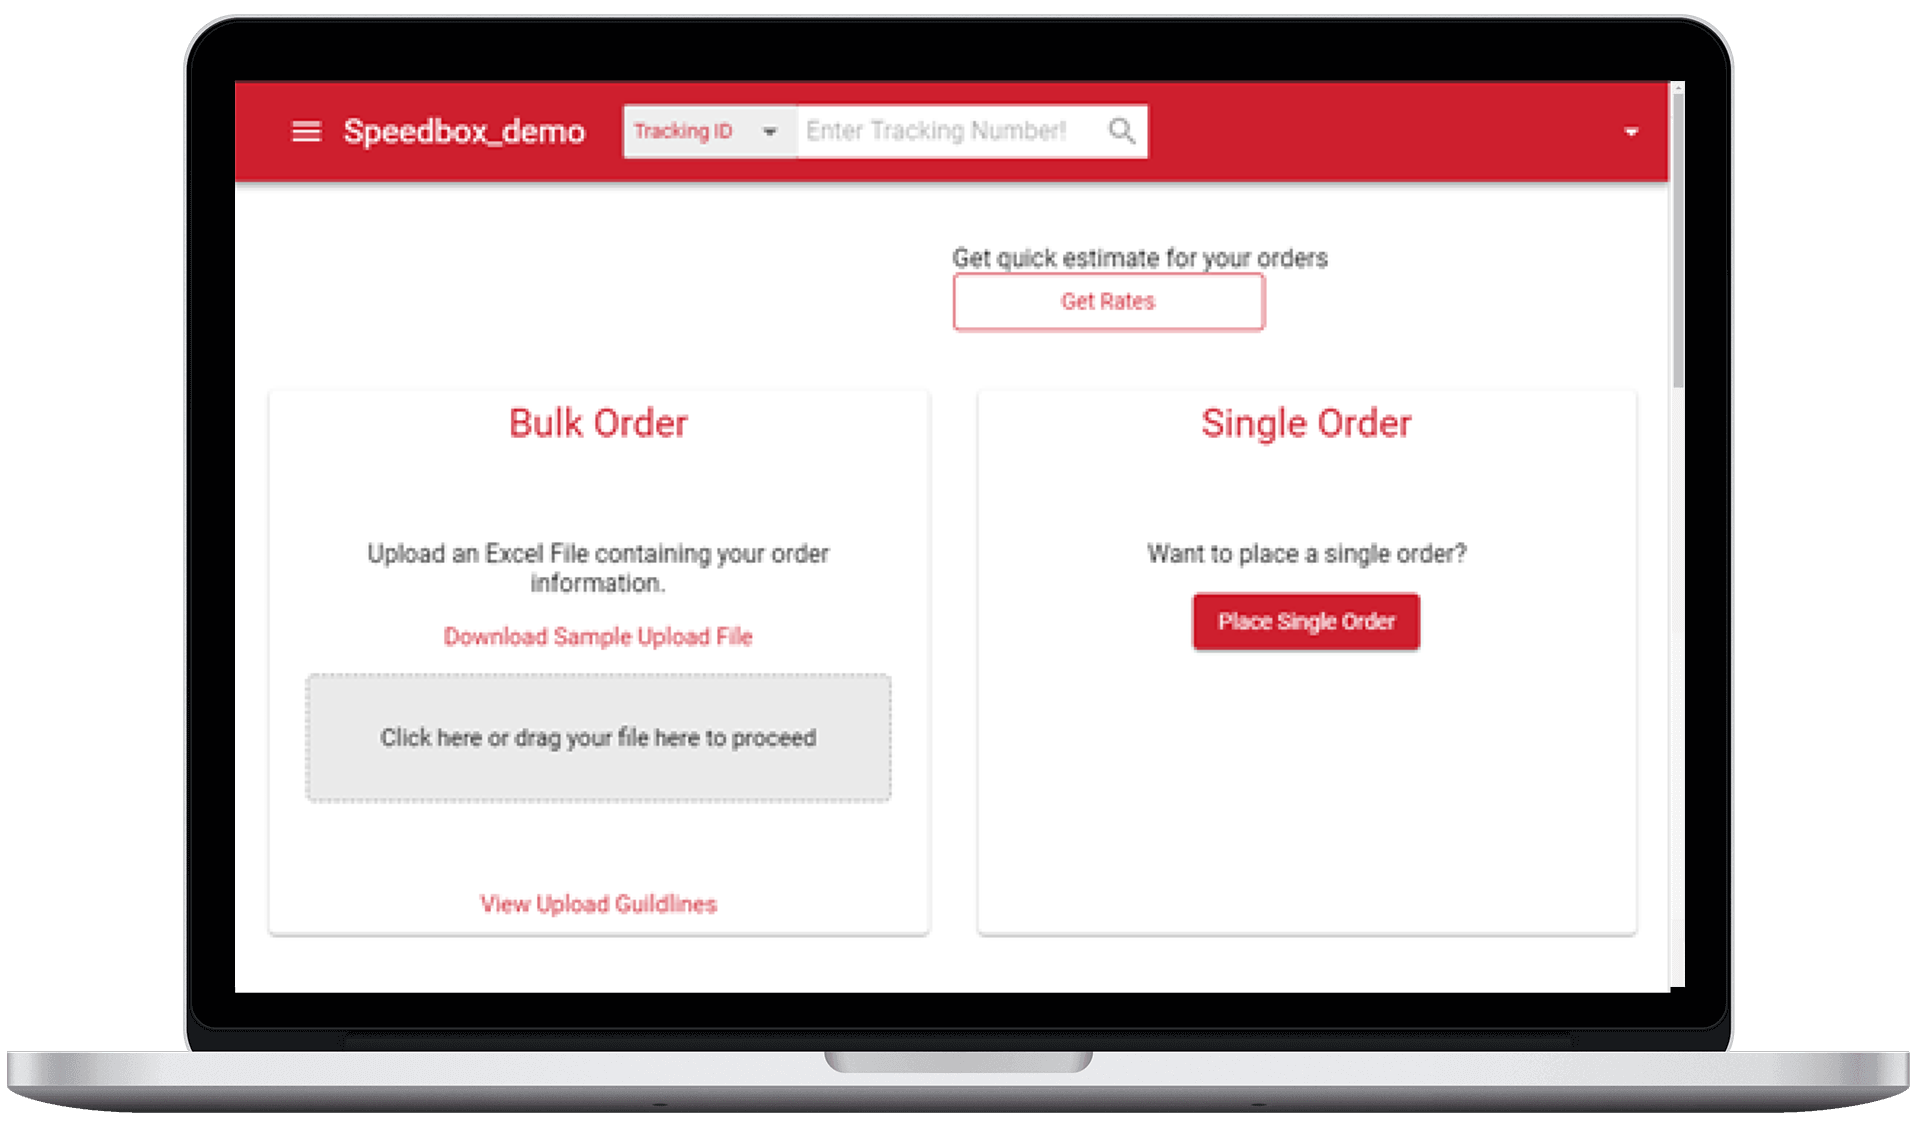 Speedbox_demo
Tracking ID
Enter Tracking Number!
Get quick estimate for your orders
Get Rates
Bulk Order
Upload an Excel File containing your order
information.
Download Sample Upload File
Click here or drag your file here to proceed
View Upload Guildlines
Single Order
Want to place a single order?
Place Single Order